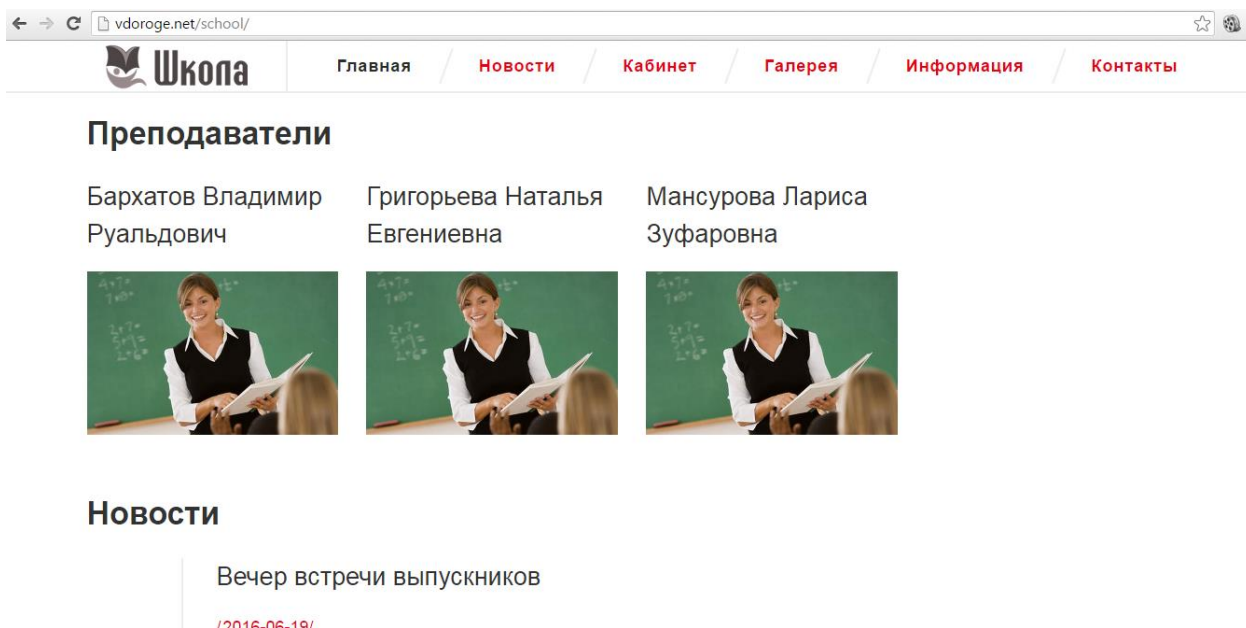 vdoroge.net/school/
Школа
Главная Новости Кабинет Галерея Информация Контакты
Преподаватели
Бархатов Владимир Руальдович
Григорьева Наталья Евгениевна
Мансурова Лариса Зуфаровна
Новости
Вечер встречи выпускников
/2016-06-19/